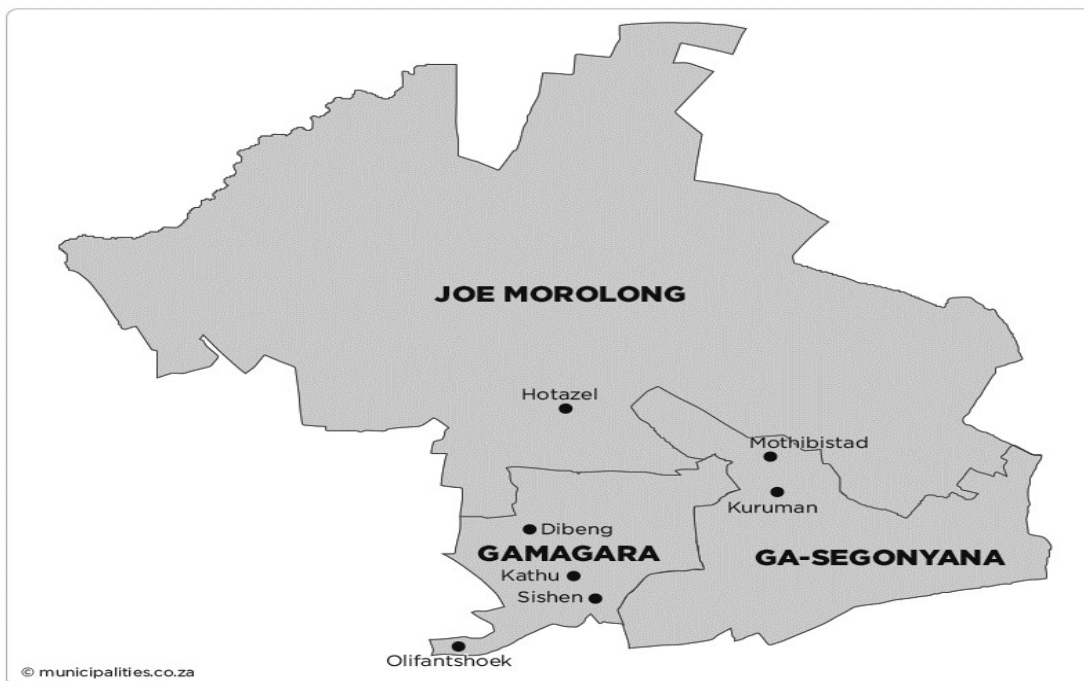 JOE MOROLONG
Hotazel
Mothibistad
Kuruman
Dibeng
GAMAGARA
GA-SEGONYANA
Kathu
Sishen
Olifantshoek
© municipalities.co.za